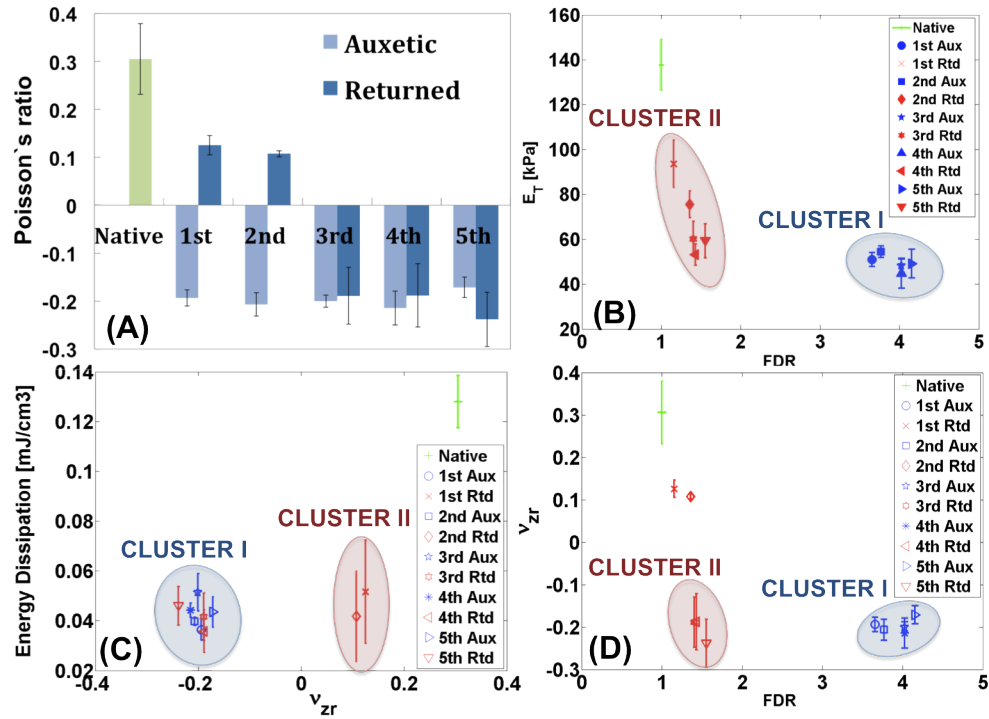 0.4
0.3
0.2
0.1
0
-0.1
-0.2
-0.3
Poisson`s ratio
Auxetic
Returned
Native
1st
2nd
3rd
4th
5th
(A)
160
140
120
100
80
60
40
20
E_T [kPa]
0
1
2
3
4
5
FDR
CLUSTER II
CLUSTER I
Native
1st Aux
1st Rtd
2nd Aux
2nd Rtd
3rd Aux
3rd Rtd
4th Aux
4th Rtd
5th Aux
5th Rtd
(B)
0.14
0.12
0.1
0.08
0.06
0.04
0.02
Energy Dissipation [mJ/cm3]
-0.4
-0.2
0
0.2
0.4
ν_zr
CLUSTER I
CLUSTER II
Native
1st Aux
1st Rtd
2nd Aux
2nd Rtd
3rd Aux
3rd Rtd
4th Aux
4th Rtd
5th Aux
5th Rtd
(C)
0.4
0.3
0.2
0.1
0
-0.1
-0.2
-0.3
ν_zr
0
1
2
3
4
5
FDR
CLUSTER II
CLUSTER I
Native
1st Aux
1st Rtd
2nd Aux
2nd Rtd
3rd Aux
3rd Rtd
4th Aux
4th Rtd
5th Aux
5th Rtd
(D)